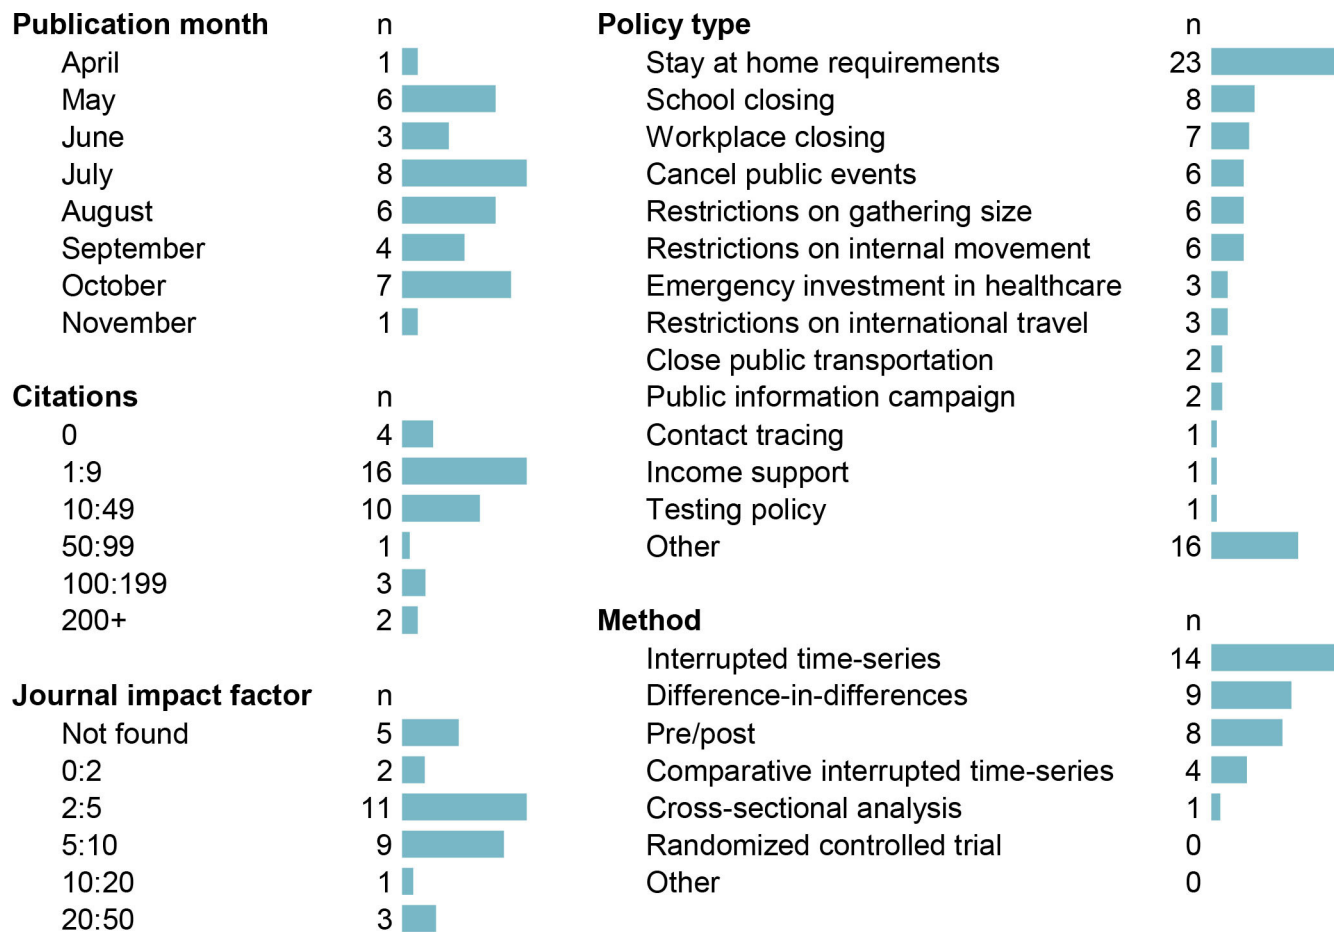 Publication month n
April 1
May 6
June 3
July 8
August 6
September 4
October 7
November 1
Citations n
0 4
1:9 16
10:49 10
50:99 1
100:199 3
200+ 2
Journal impact factor n
Not found 5
0:2 2
2:5 11
5:10 9
10:20 1
20:50 3
Policy type n
Stay at home requirements 23
School closing 8
Workplace closing 7
Cancel public events 6
Restrictions on gathering size 6
Restrictions on internal movement 6
Emergency investment in healthcare 3
Restrictions on international travel 3
Close public transportation 2
Public information campaign 2
Contact tracing 1
Income support 1
Testing policy 1
Other 16
Method n
Interrupted time-series 14
Difference-in-differences 9
Pre/post 8
Comparative interrupted time-series 4
Cross-sectional analysis 1
Randomized controlled trial 0
Other 0